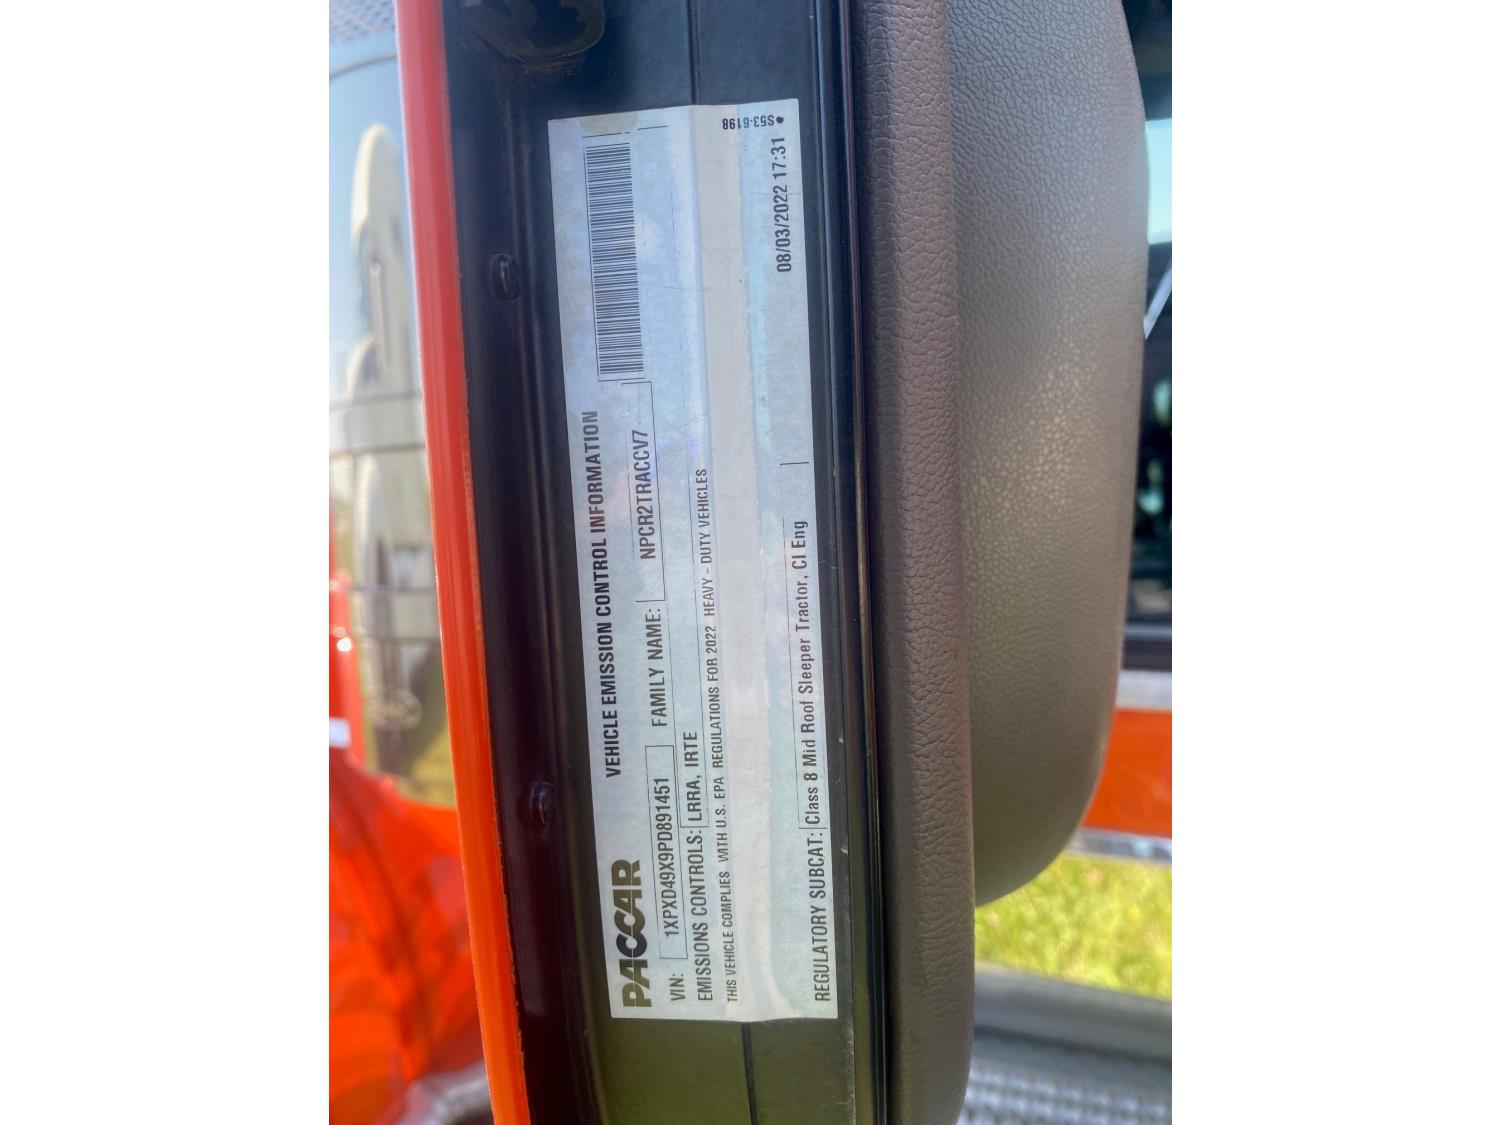 PACCAR
VEHICLE EMISSION CONTROL INFORMATION
VIN: 1XPXD49X9PD891451 FAMILY NAME: NPCR2TRACCV7
EMISSIONS CONTROLS: LRRA, IRTE
THIS VEHICLE COMPLIES WITH U.S. EPA REGULATIONS FOR 2022 HEAVY - DUTY VEHICLES
08/03/2022 17:31
REGULATORY SUBCAT: Class 8 Mid Roof Sleeper Tractor, CI Eng
S53-6198